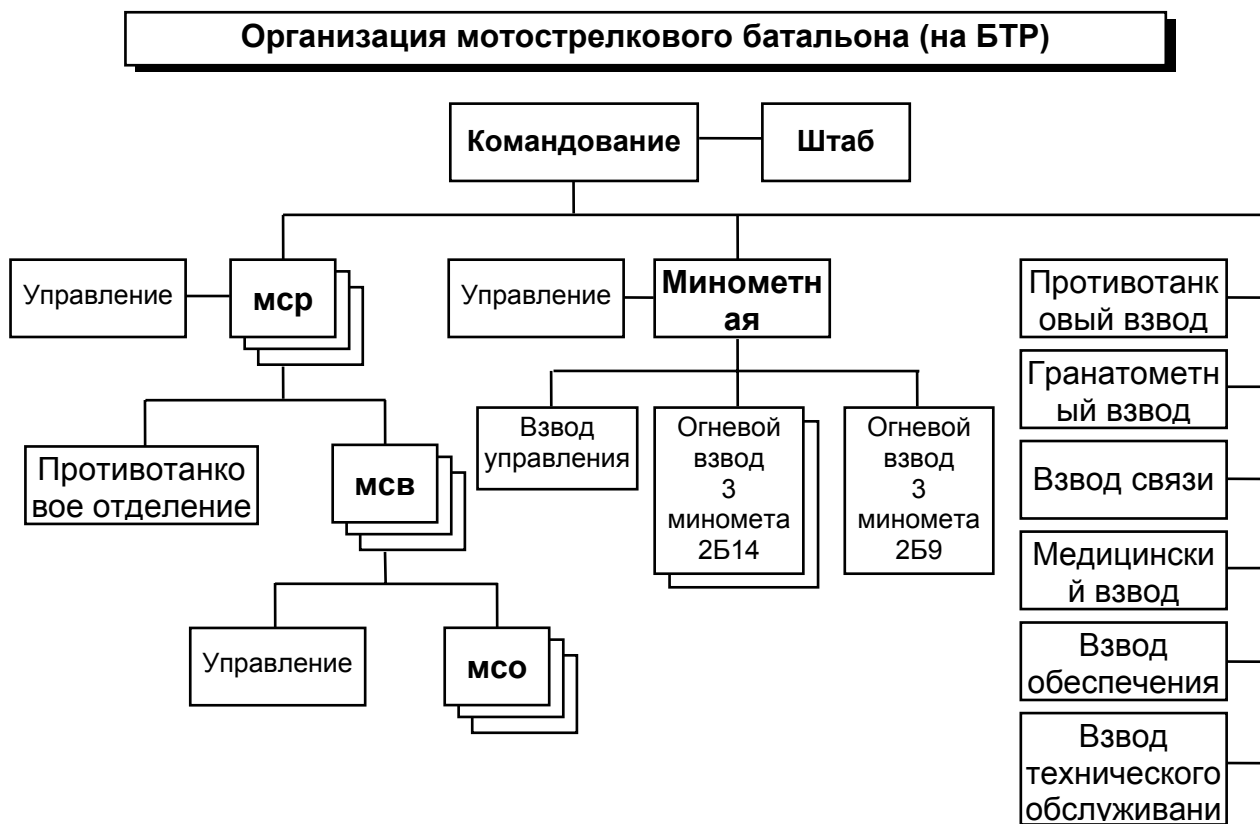 Организация мотострелкового батальона (на БТР)
Командование
Штаб
Управление
мср
Управление
Минометн
ая
Противотанк
овый взвод
Гранатометн
ый взвод
Взвод связи
Медицински
й взвод
Взвод
обеспечения
Взвод
технического
обслуживани
Противотанко
вое отделение
мсв
Взвод
управления
Огневой
взвод
3
миномета
2Б14
Огневой
взвод
3
миномета
2Б9
Управление
мсо